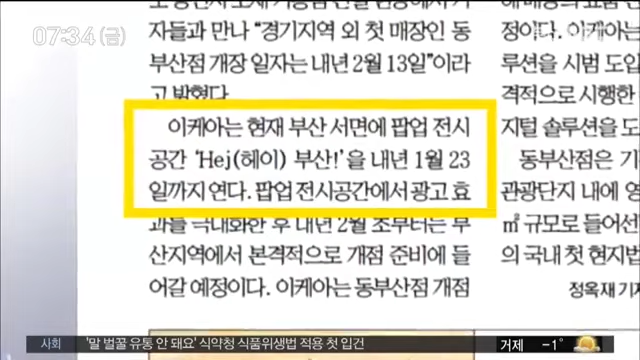 07:34 (금)
자들과 만나 “경기지역 외 첫 매장인 동
부산점 개장 일자는 내년 2월 13일”이라
고 밝혔다
이케아는 현재 부산 서면에 팝업 전시
공간 ‘Hej(헤이) 부산!’을 내년 1월 23
일까지 연다. 팝업 전시공간에서 광고 효
과를 극대화한 후 내년 2월 초부터는 부
산지역에서 본격적으로 개점 준비에 들
어갈 예정이다. 이케아는 동부산점 개점
정이다. 이케아는
루션을 시범 도입
격적으로 시행한
지털 솔루션을 도
동부산점은 기
관광단지 내에 영
㎡ 규모로 들어선
의 국내 첫 현지법
정옥재 기
사회
'말 벌꿀 유통 안 돼요' 식약청 식품위생법 적용 첫 입건
거제 -1°